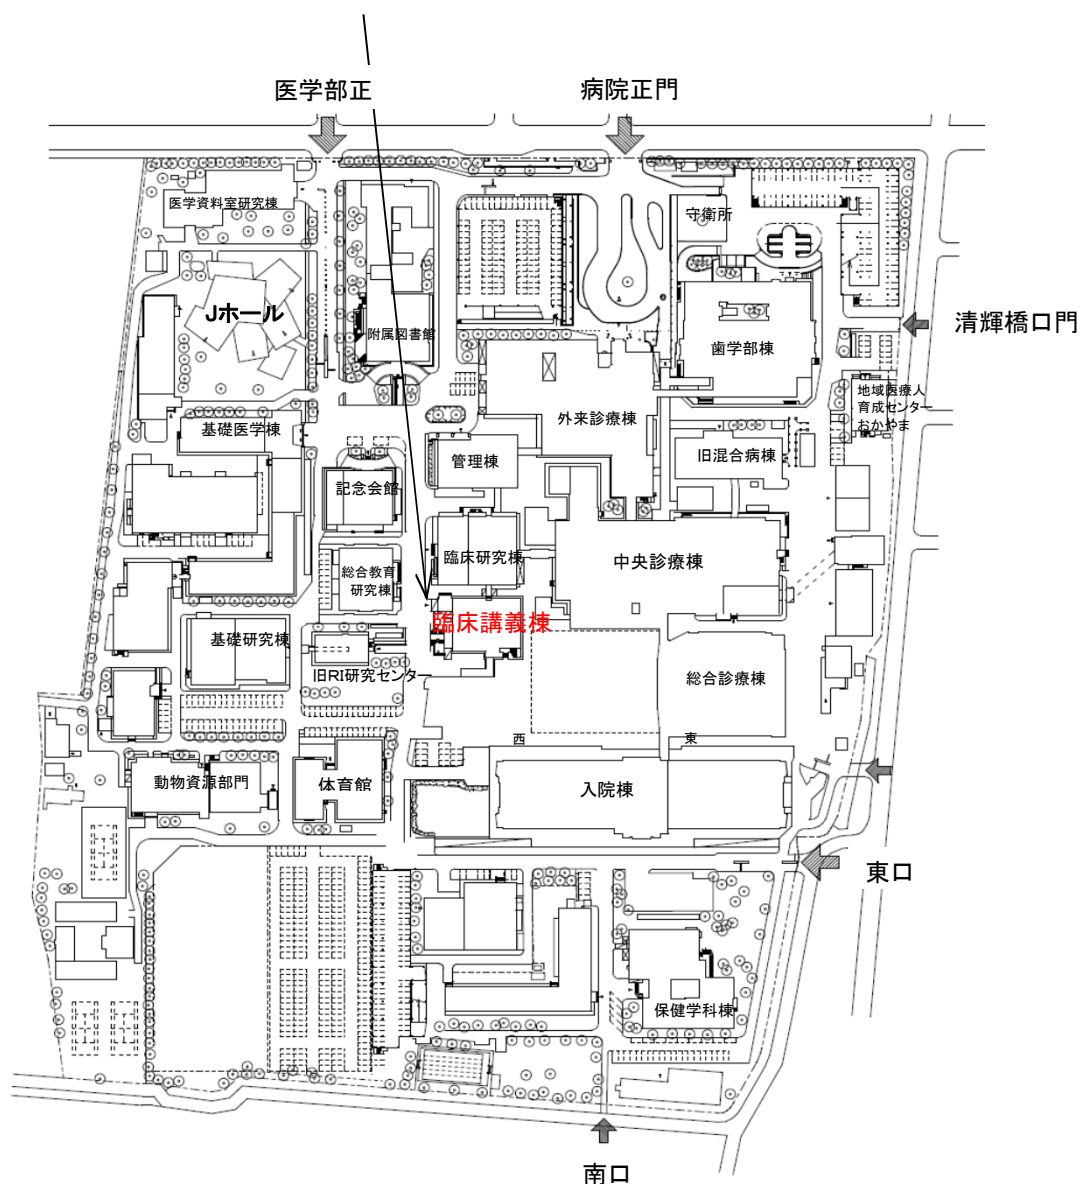 医学部正
病院正門
医学資料室研究棟
守衛所
Jホール
附属図書館
清輝橋口門
歯学部棟
地域医療人
育成センター
おかやま
外来診療棟
基礎医学棟
管理棟
旧混合病棟
記念会館
臨床研究棟
中央診療棟
総合教育
研究棟
臨床講義棟
基礎研究棟
旧RI研究センター
総合診療棟
西
東
動物資源部門
体育館
入院棟
東口
保健学科棟
南口